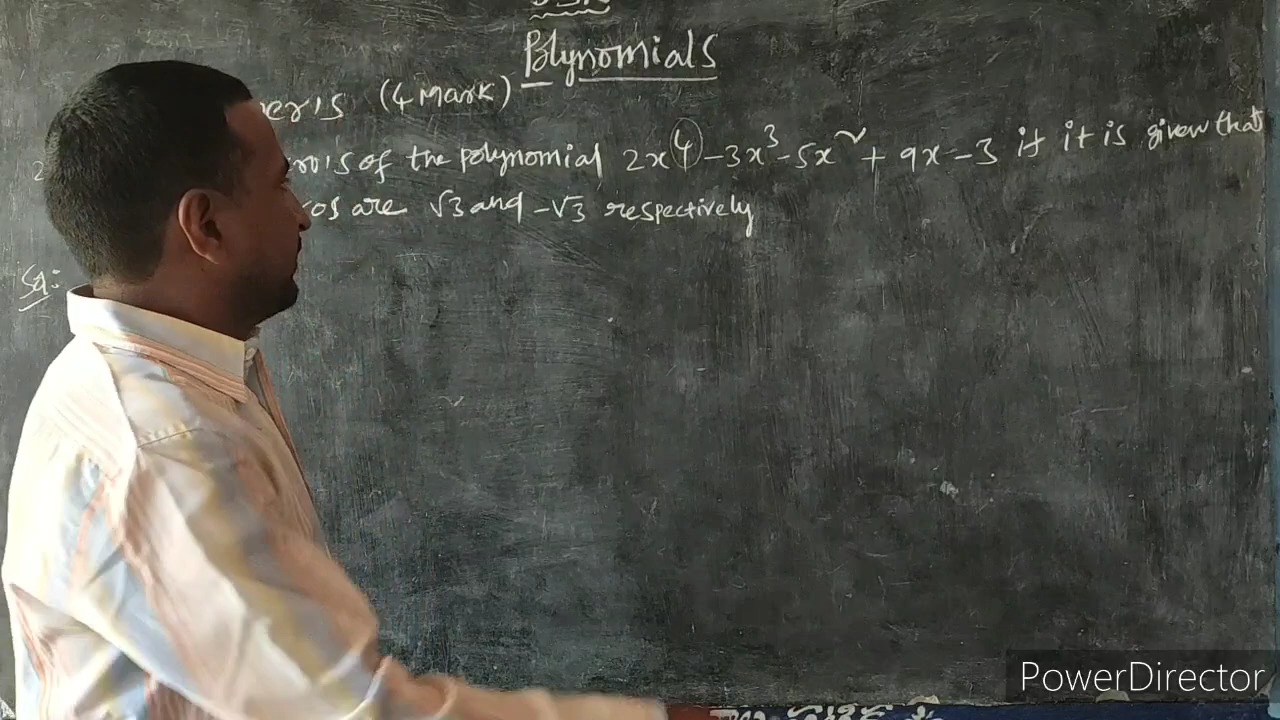 Polynomials
(4 Mark)
of the polynomial 2x⁴ - 3x³ - 5x² + 9x - 3 if it is given that
are √3 and -√3 respectively
Sol:
PowerDirector